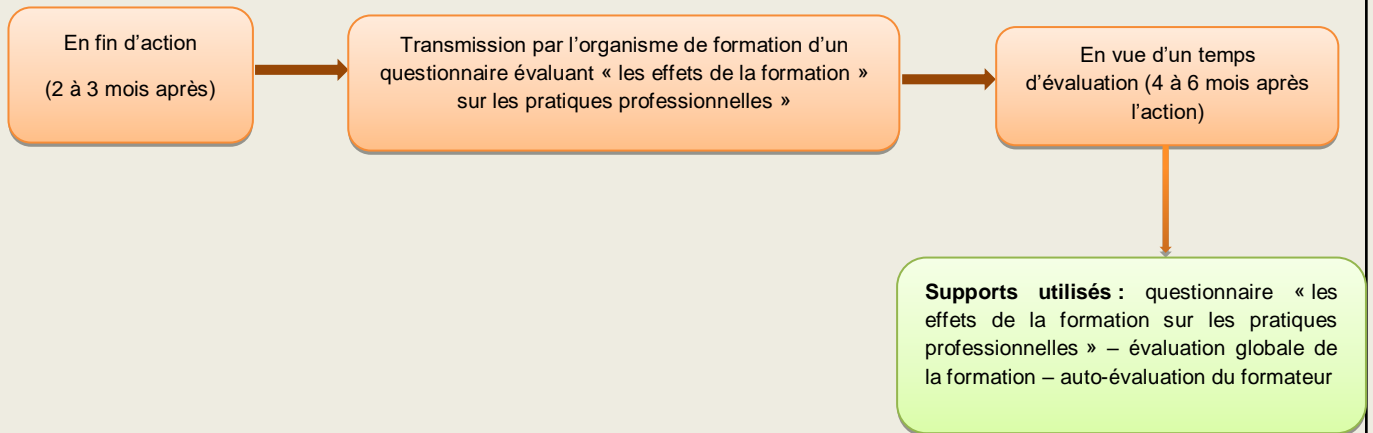 En fin d’action
(2 à 3 mois après)
Transmission par l’organisme de formation d’un
questionnaire évaluant « les effets de la formation »
sur les pratiques professionnelles »
En vue d’un temps
d’évaluation (4 à 6 mois après
l’action)
Supports utilisés : questionnaire « les
effets de la formation sur les pratiques
professionnelles » – évaluation globale de
la formation – auto-évaluation du formateur